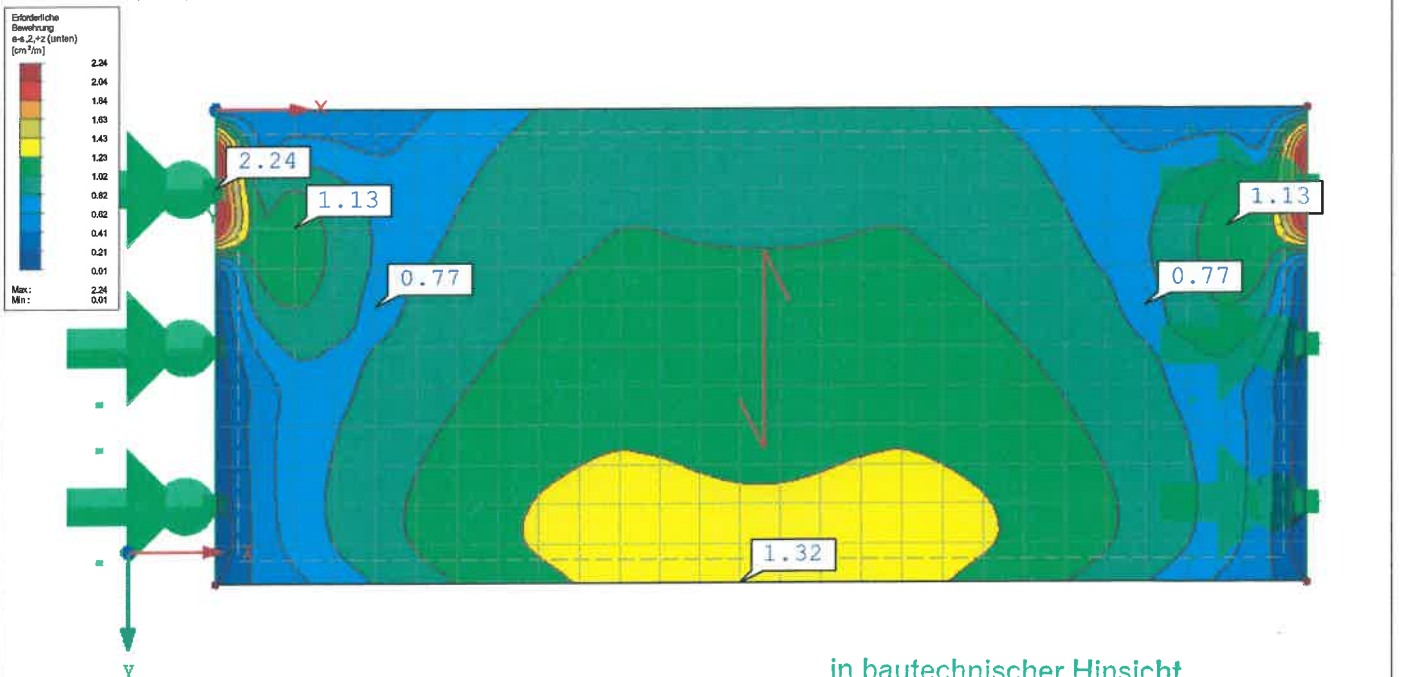 Erforderliche
Bewehrung
a-s,2,+z (unten)
[cm²/m]
2.24
2.04
1.84
1.63
1.43
1.23
1.02
0.82
0.62
0.41
0.21
0.01
Max : 2.24
Min : 0.01
X
2.24
1.13
1.13
0.77
0.77
1.32
Y
in bautechnischer Hinsicht